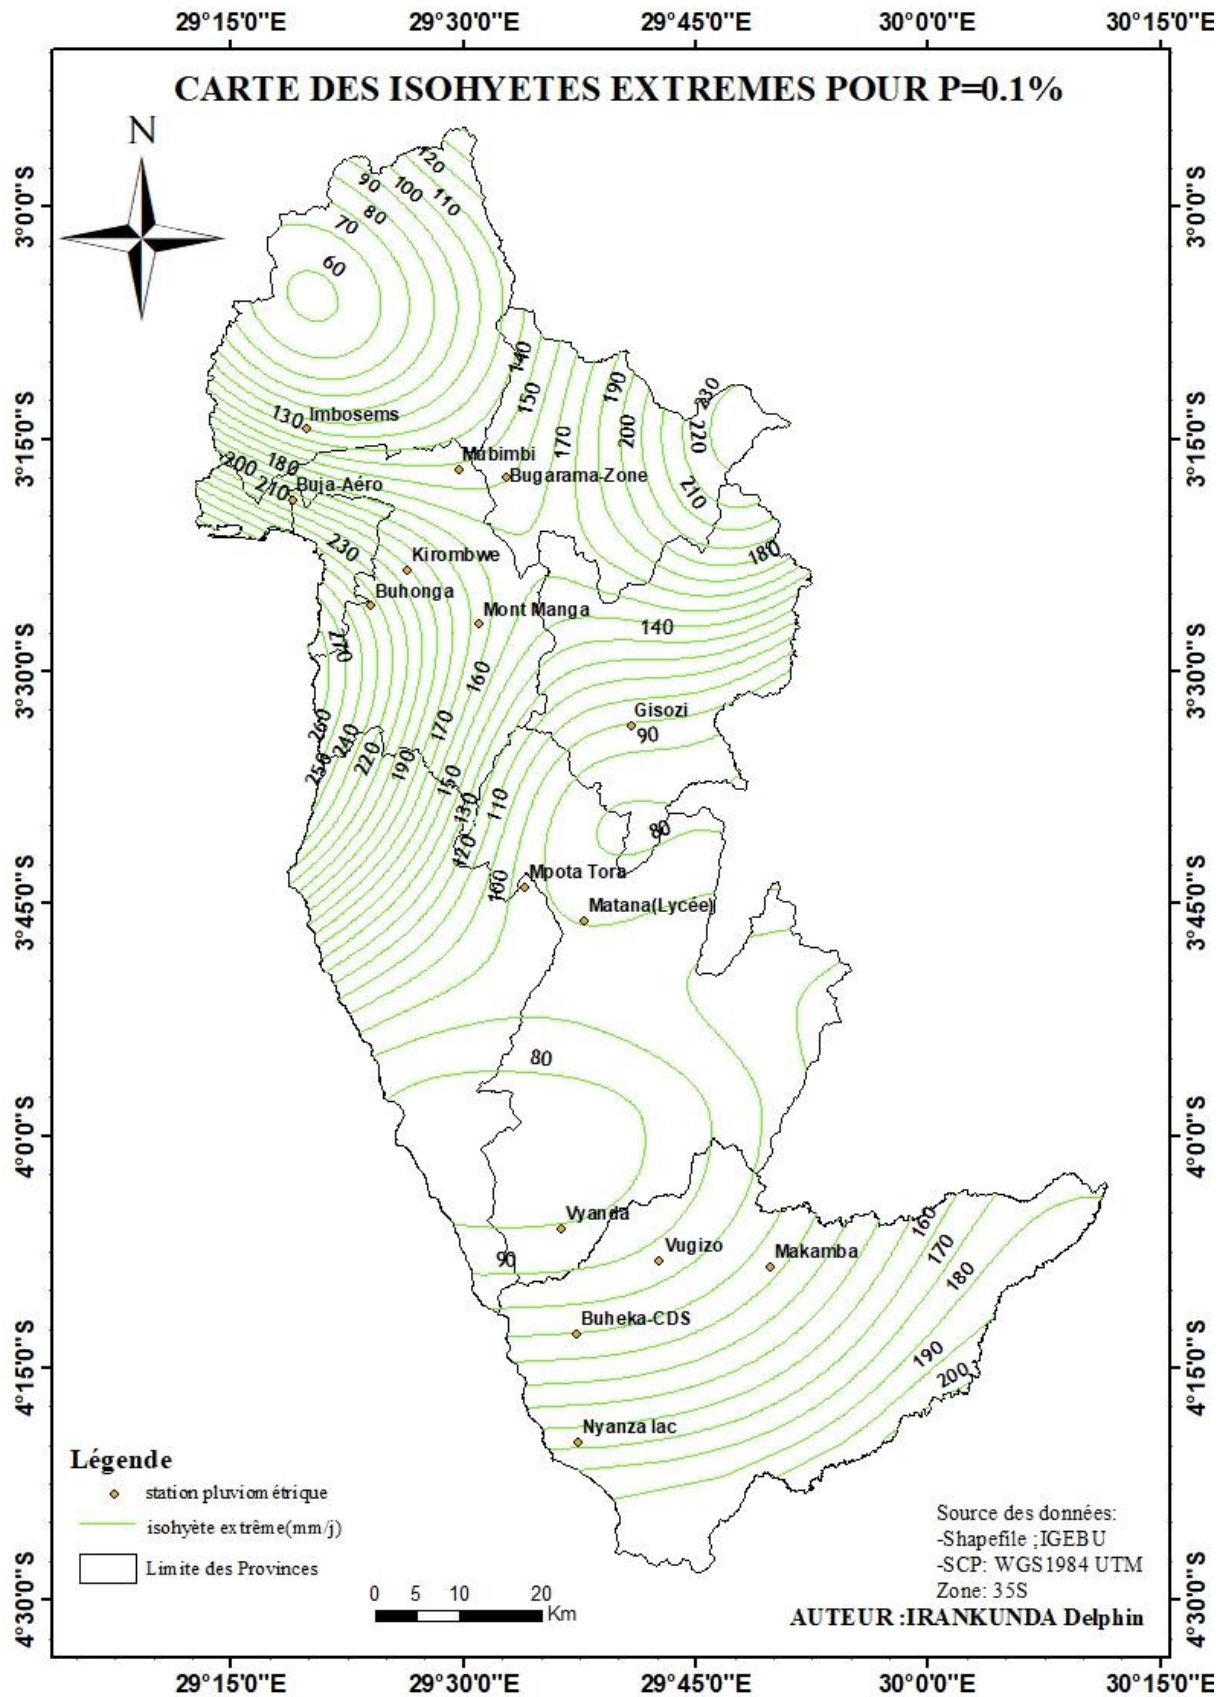 29°15'0"E 29°30'0"E 29°45'0"E 30°00'E 30°15'0"E
CARTE DES ISOHYETES EXTREMES POUR P=0.1%
N
120
90 100 110
80
70
60
3°0'0"S 3°0'0"S
140
150
190
230
170
200
220
130 Imbosems
3°15'0"S 3°15'0"S
Mubimbi
200 180
Bugarama-Zone
210 Buja-Aéro
210
230
180
Kirombwe
Buhonga
Mont Manga
140
170
160
3°30'0"S 3°30'0"S
Gisozi
90
260 240 170
250 220 190 150
110
130
80
120
100
Mpota Tora
Matana(Lycée)
3°45'0"S 3°45'0"S
80
4°0'0"S 4°0'0"S
Vyanda
160
90
Vugizo
Makamba
170
180
Buheka-CDS
190
200
4°15'0"S 4°15'0"S
Nyanza lac
Légende
station pluviométrique
isohyète extrême(mm/j)
Limite des Provinces
0 5 10 20
Km
Source des données:
-Shapefile ;IGEBU
-SCP: WGS1984 UTM
Zone: 35S
AUTEUR :IRANKUNDA Delphin
4°30'0"S 4°30'0"S
29°15'0"E 29°30'0"E 29°45'0"E 30°00'E 30°15'0"E